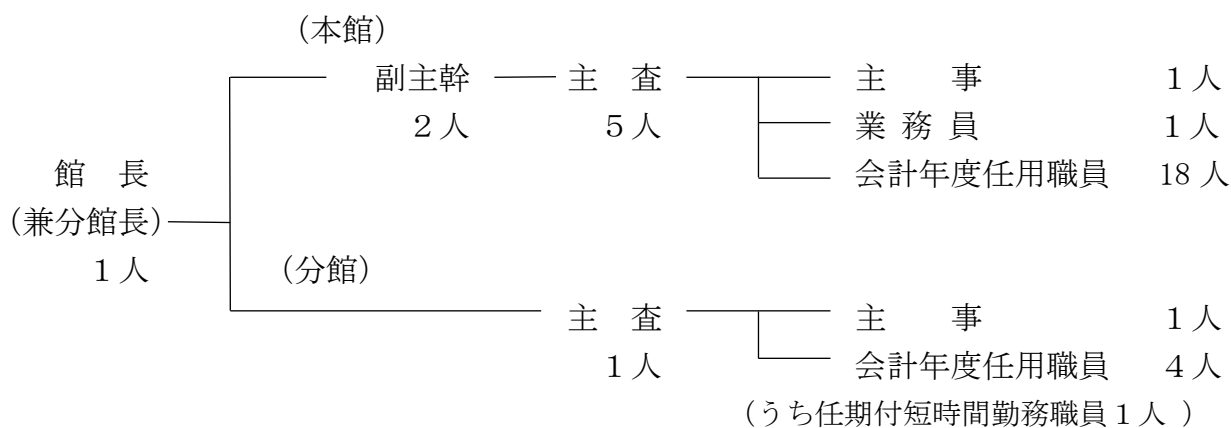 （本館）
副主幹 主　査 主　　事 １人
２人 ５人 業 務 員 １人
館　長 会計年度任用職員 18 人
（兼分館長）
１人 （分館）
主　査 主　　事 １人
１人 会計年度任用職員 ４人
（うち任期付短時間勤務職員１人 ）